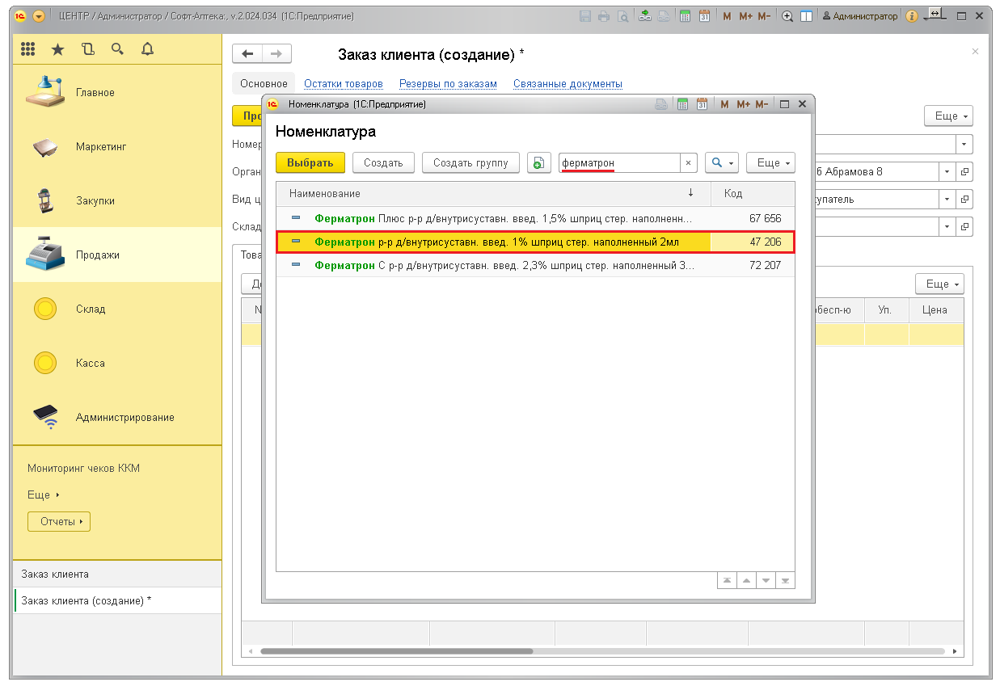 ЦЕНТР / Администратор / Софт-Аптека:, v.2.024.034 (1С:Предприятие)
M M+ M- Администратор
Заказ клиента (создание) *
Основное Остатки товаров Резервы по заказам Связанные документы
Еще
Номенклатура (1С:Предприятие)
M M+ M-
Номенклатура
Выбрать Создать Создать группу ферматрон Еще
Наименование Код
Ферматрон Плюс р-р д/внутрисуставн. введ. 1,5% шприц стер. наполненн... 67 656
Ферматрон р-р д/внутрисуставн. введ. 1% шприц стер. наполненный 2мл 47 206
Ферматрон С р-р д/внутрисуставн. введ. 2,3% шприц стер. наполненный 3... 72 207
Главное
Маркетинг
Закупки
Продажи
Склад
Касса
Администрирование
Мониторинг чеков ККМ
Еще
Отчеты
Заказ клиента
Заказ клиента (создание) *
Про
Номер
Орган
6 Абрамова 8
Вид ц
упатель
Склад
Това
Еще
N
обесп-ю Уп. Цена